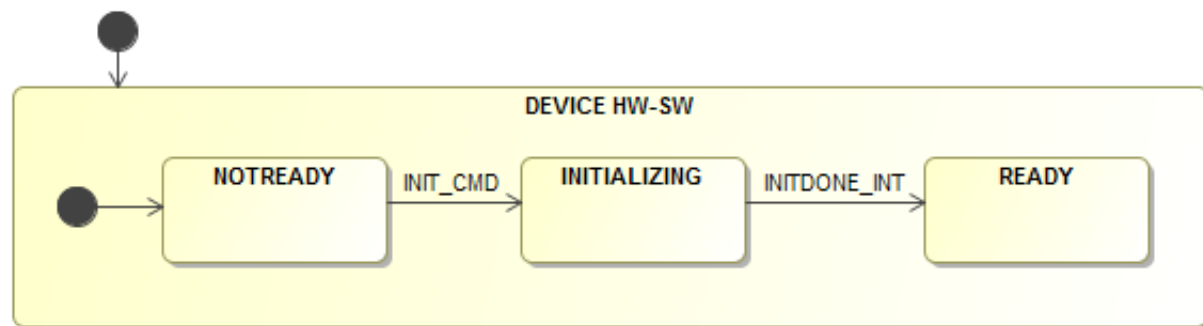 DEVICE HW-SW
NOTREADY
INIT_CMD
INITIALIZING
INITDONE_INT
READY